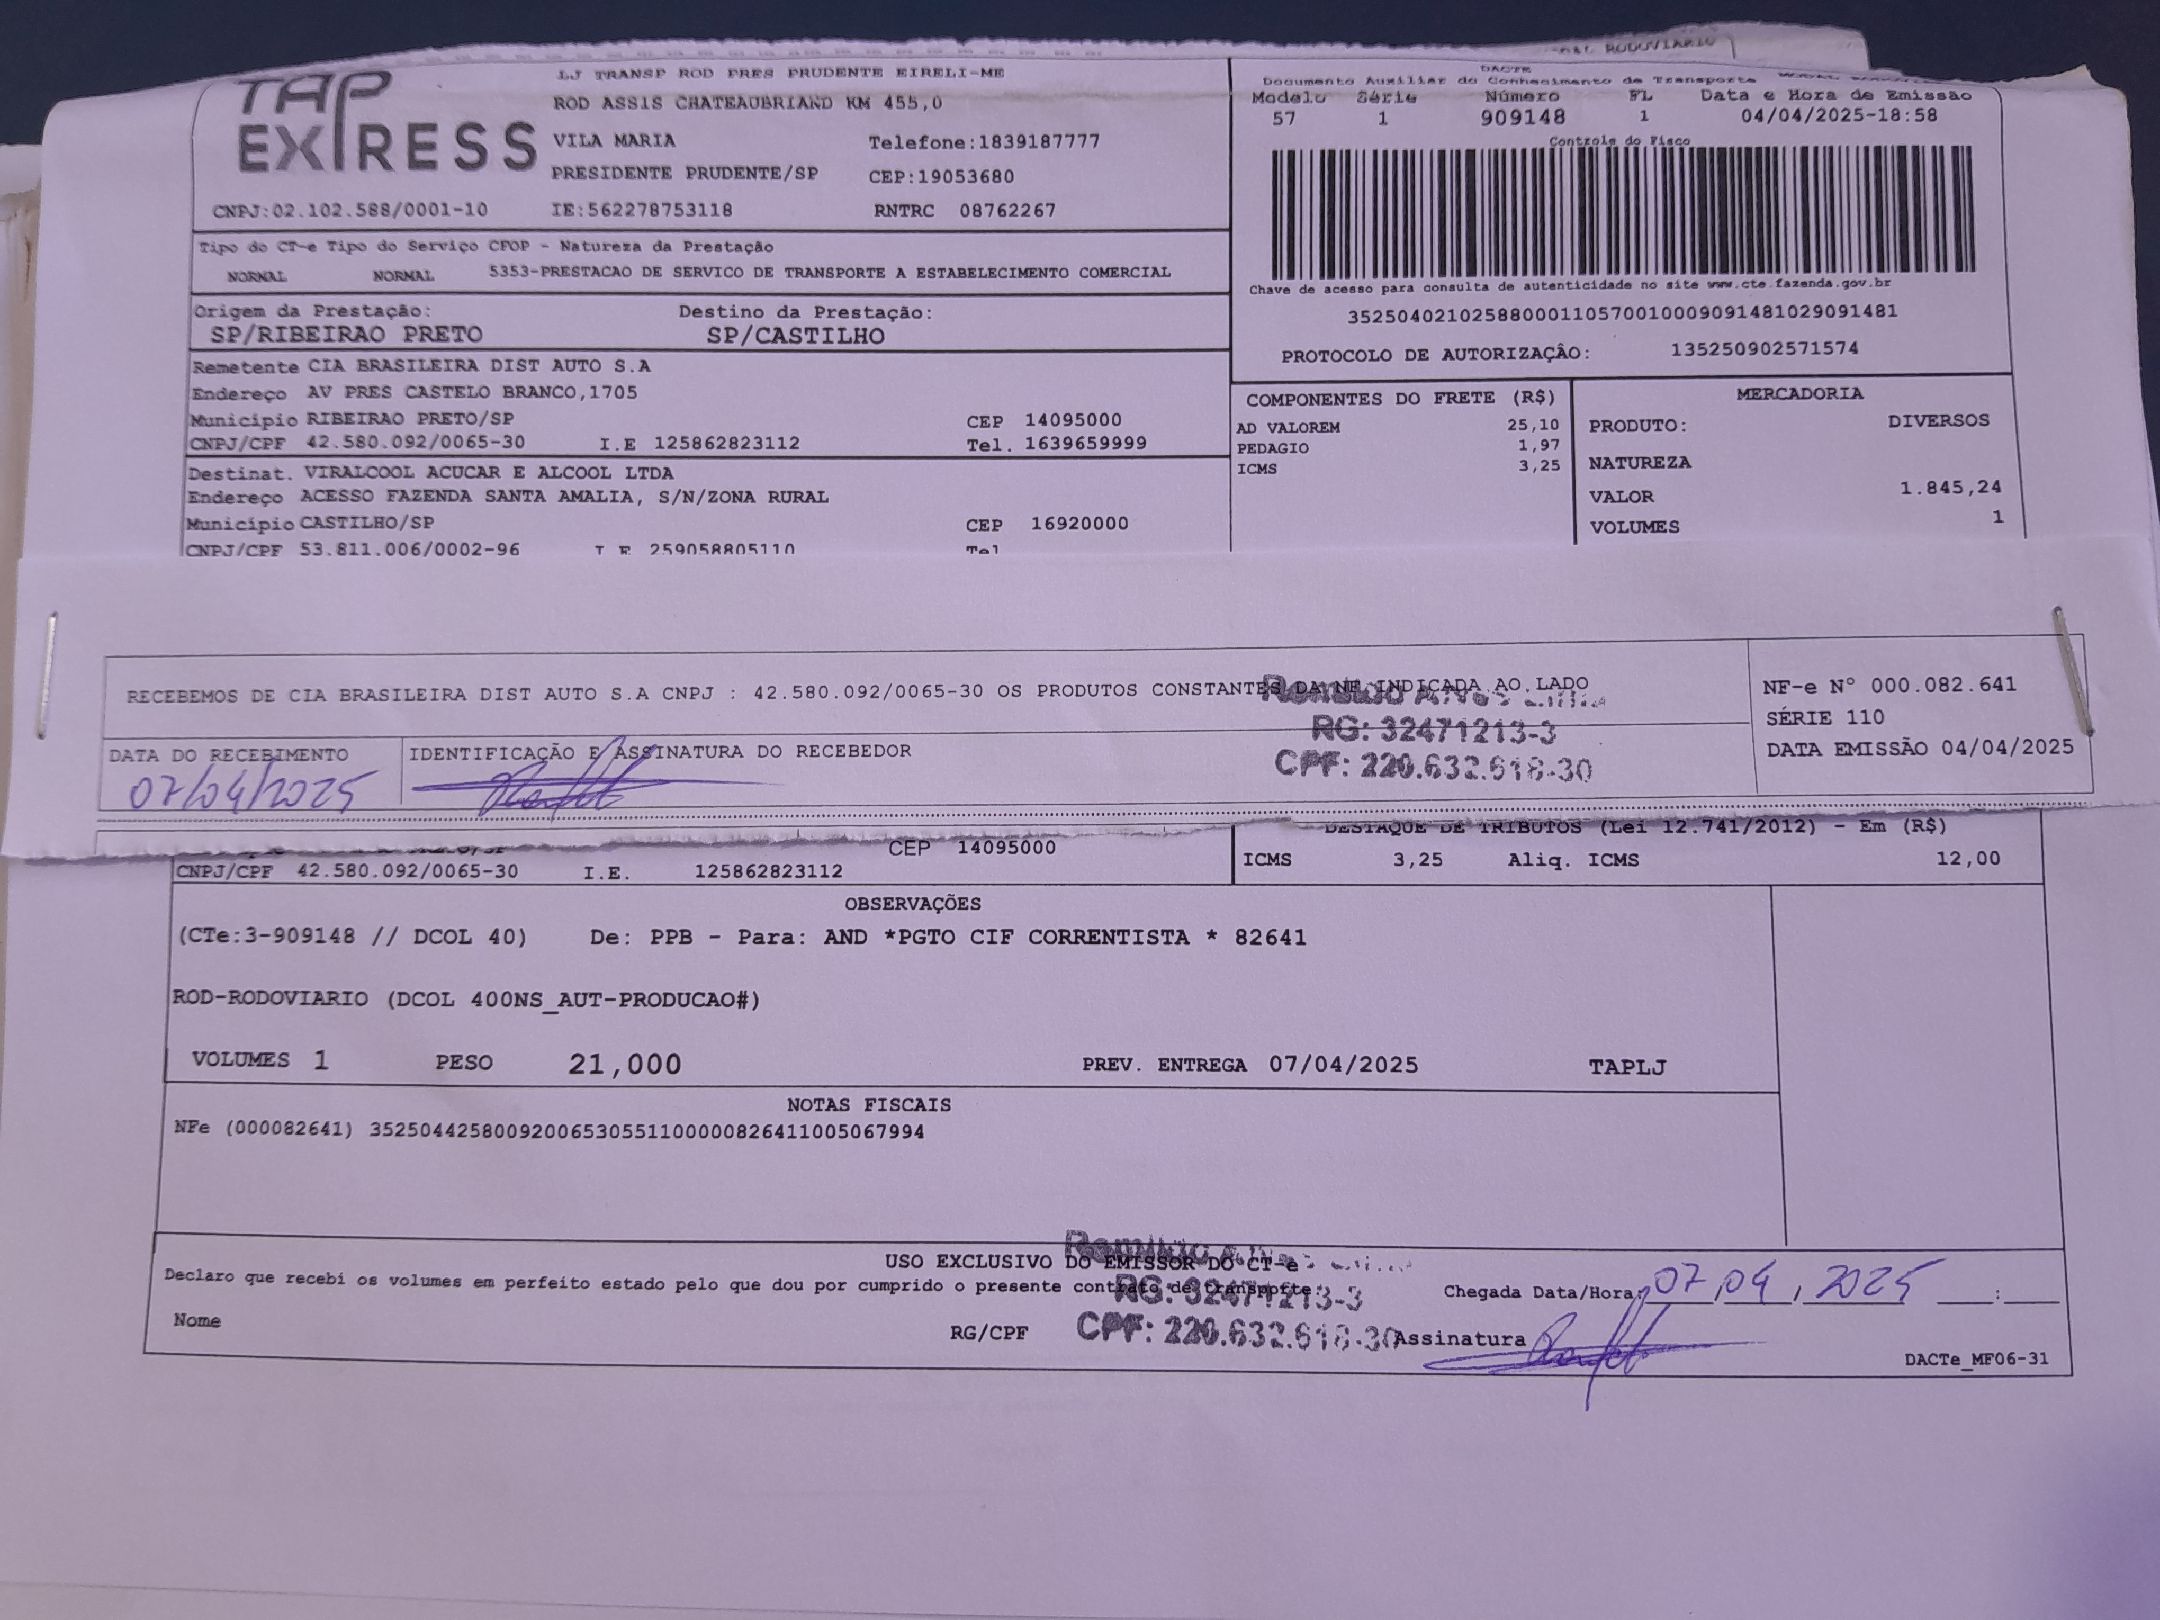 TAP EXPRESS
LJ TRANSP ROD PRES PRUDENTE EIRELI-ME
ROD ASSIS CHATEAUBRIAND KM 455,0
VILA MARIA Telefone:1839187777
PRESIDENTE PRUDENTE/SP CEP:19053680
CNPJ:02.102.588/0001-10 IE:562278753118 RNTRC 08762267
RODOVIARIO
DACTE
Documento Auxiliar do Conhecimento de Transporte
Modelo Série Número FL Data e Hora de Emissão
57 1 909148 1 04/04/2025-18:58
Controle do Fisco
Chave de acesso para consulta de autenticidade no site www.cte.fazenda.gov.br
35250402102588000110570010009091481029091481
PROTOCOLO DE AUTORIZAÇÂO: 135250902571574
Tipo do CT-e Tipo do Serviço CFOP - Natureza da Prestação
NORMAL NORMAL 5353-PRESTACAO DE SERVICO DE TRANSPORTE A ESTABELECIMENTO COMERCIAL
Origem da Prestação: Destino da Prestação:
SP/RIBEIRAO PRETO SP/CASTILHO
Remetente CIA BRASILEIRA DIST AUTO S.A
Endereço AV PRES CASTELO BRANCO,1705
Município RIBEIRAO PRETO/SP CEP 14095000
CNPJ/CPF 42.580.092/0065-30 I.E 125862823112 Tel. 1639659999
Destinat. VIRALCOOL ACUCAR E ALCOOL LTDA
Endereço ACESSO FAZENDA SANTA AMALIA, S/N/ZONA RURAL
Município CASTILHO/SP CEP 16920000
CNPJ/CPF 53.811.006/0002-96 I E 259058805110 Tel
COMPONENTES DO FRETE (R$)
AD VALOREM 25,10
PEDAGIO 1,97
ICMS 3,25
MERCADORIA
PRODUTO: DIVERSOS
NATUREZA
VALOR 1.845,24
VOLUMES 1
RECEBEMOS DE CIA BRASILEIRA DIST AUTO S.A CNPJ : 42.580.092/0065-30 OS PRODUTOS CONSTANTES DA NF INDICADA AO LADO
RG: 32471213-3
CPF: 220.632.618-30
NF-e N° 000.082.641
SÉRIE 110
DATA EMISSÃO 04/04/2025
DATA DO RECEBIMENTO IDENTIFICAÇÃO E ASSINATURA DO RECEBEDOR
07/04/2025
CEP 14095000
CNPJ/CPF 42.580.092/0065-30 I.E. 125862823112
DESTAQUE DE TRIBUTOS (Lei 12.741/2012) - Em (R$)
ICMS 3,25 Aliq. ICMS 12,00
OBSERVAÇÕES
(CTe:3-909148 // DCOL 40) De: PPB - Para: AND *PGTO CIF CORRENTISTA * 82641
ROD-RODOVIARIO (DCOL 400NS_AUT-PRODUCAO#)
VOLUMES 1 PESO 21,000 PREV. ENTREGA 07/04/2025 TAPLJ
NOTAS FISCAIS
NFe (000082641) 35250442580092006530551100000826411005067994
USO EXCLUSIVO DO EMISSOR DO CT-e
Declaro que recebi os volumes em perfeito estado pelo que dou por cumprido o presente contrato de transporte.
RG: 32471213-3
CPF: 220.632.618-30
Chegada Data/Hora: 07,04,2025 :
Nome RG/CPF Assinatura
DACTe_MF06-31